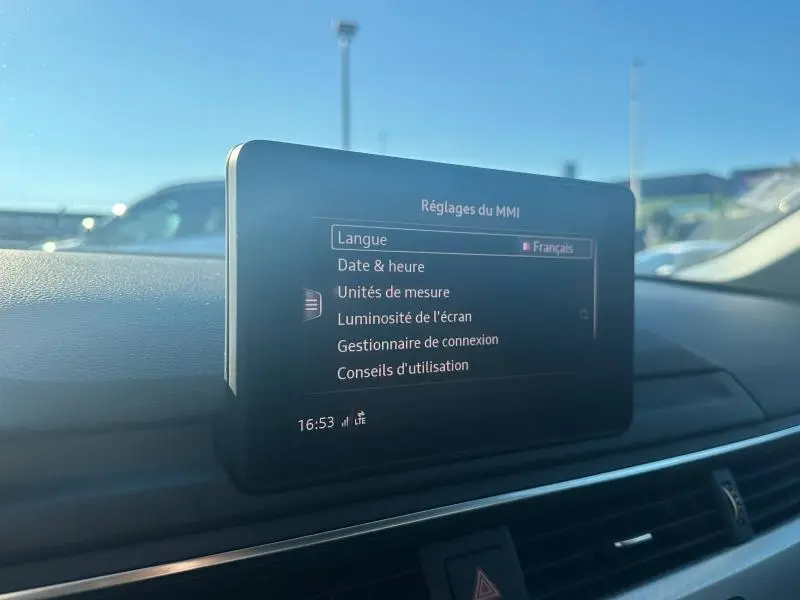 Réglages du MMI
Langue Français
Date & heure
Unités de mesure
Luminosité de l'écran
Gestionnaire de connexion
Conseils d'utilisation
16:53 LTE